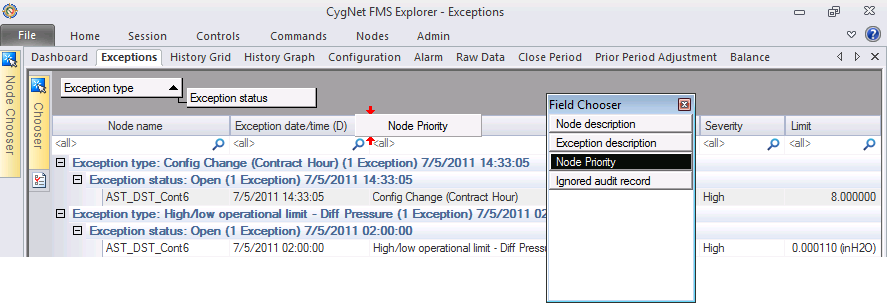 CygNet FMS Explorer - Exceptions
File Home Session Controls Commands Nodes Admin
Dashboard Exceptions History Grid History Graph Configuration Alarm Raw Data Close Period Prior Period Adjustment Balance
Node Chooser
Chooser
Exception type
Exception status
Node name Exception date/time (D) Node Priority Severity Limit
<all> <all> <all> <all> <all>
Exception type: Config Change (Contract Hour) (1 Exception) 7/5/2011 14:33:05
Exception status: Open (1 Exception) 7/5/2011 14:33:05
AST_DST_Cont6 7/5/2011 14:33:05 Config Change (Contract Hour) High 8.000000
Exception type: High/low operational limit - Diff Pressure (1 Exception) 7/5/2011 02
Exception status: Open (1 Exception) 7/5/2011 02:00:00
AST_DST_Cont6 7/5/2011 02:00:00 High/low operational limit - Diff Pressu High 0.000110 (inH2O)
Field Chooser
Node description
Exception description
Node Priority
Ignored audit record